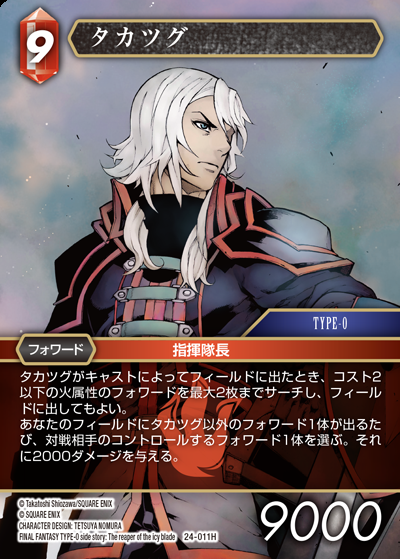 9
タカツグ
TYPE-0
フォワード
指揮隊長
タカツグがキャストによってフィールドに出たとき、コスト2
以下の火属性のフォワードを最大2枚までサーチし、フィール
ドに出してもよい。
あなたのフィールドにタカツグ以外のフォワード1体が出るた
び、対戦相手のコントロールするフォワード1体を選ぶ。それ
に2000ダメージを与える。
© Takatoshi Shiozawa/SQUARE ENIX
© SQUARE ENIX
CHARACTER DESIGN: TETSUYA NOMURA
FINAL FANTASY TYPE-0 side story: The reaper of the icy blade
24-011H
9000